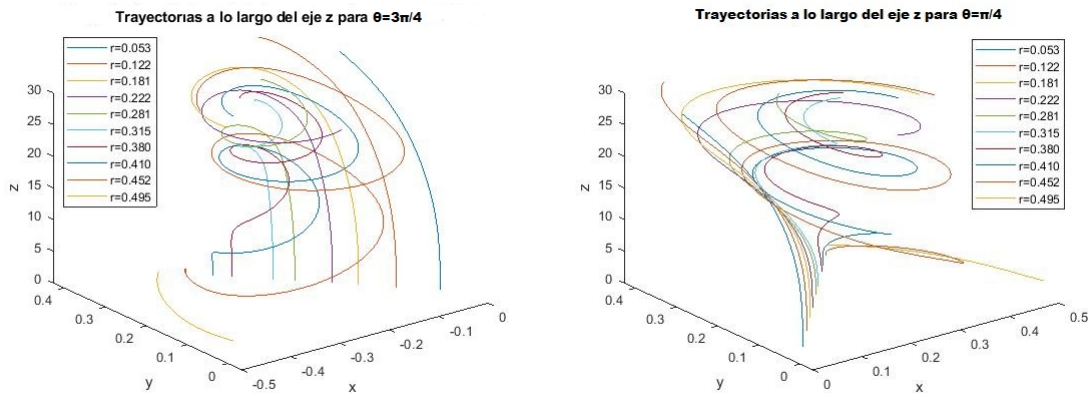 Trayectorias a lo largo del eje z para θ=3π/4
r=0.053
r=0.122
r=0.181
r=0.222
r=0.281
r=0.315
r=0.380
r=0.410
r=0.452
r=0.495
30
25
20
15
10
5
0
z
0.4
0.3
0.2
0.1
0
y
-0.5
-0.4
-0.3
-0.2
-0.1
0
x
Trayectorias a lo largo del eje z para θ=π/4
r=0.053
r=0.122
r=0.181
r=0.222
r=0.281
r=0.315
r=0.380
r=0.410
r=0.452
r=0.495
30
25
20
15
10
5
0
z
0.4
0.3
0.2
0.1
0
y
0
0.1
0.2
0.3
0.4
0.5
x